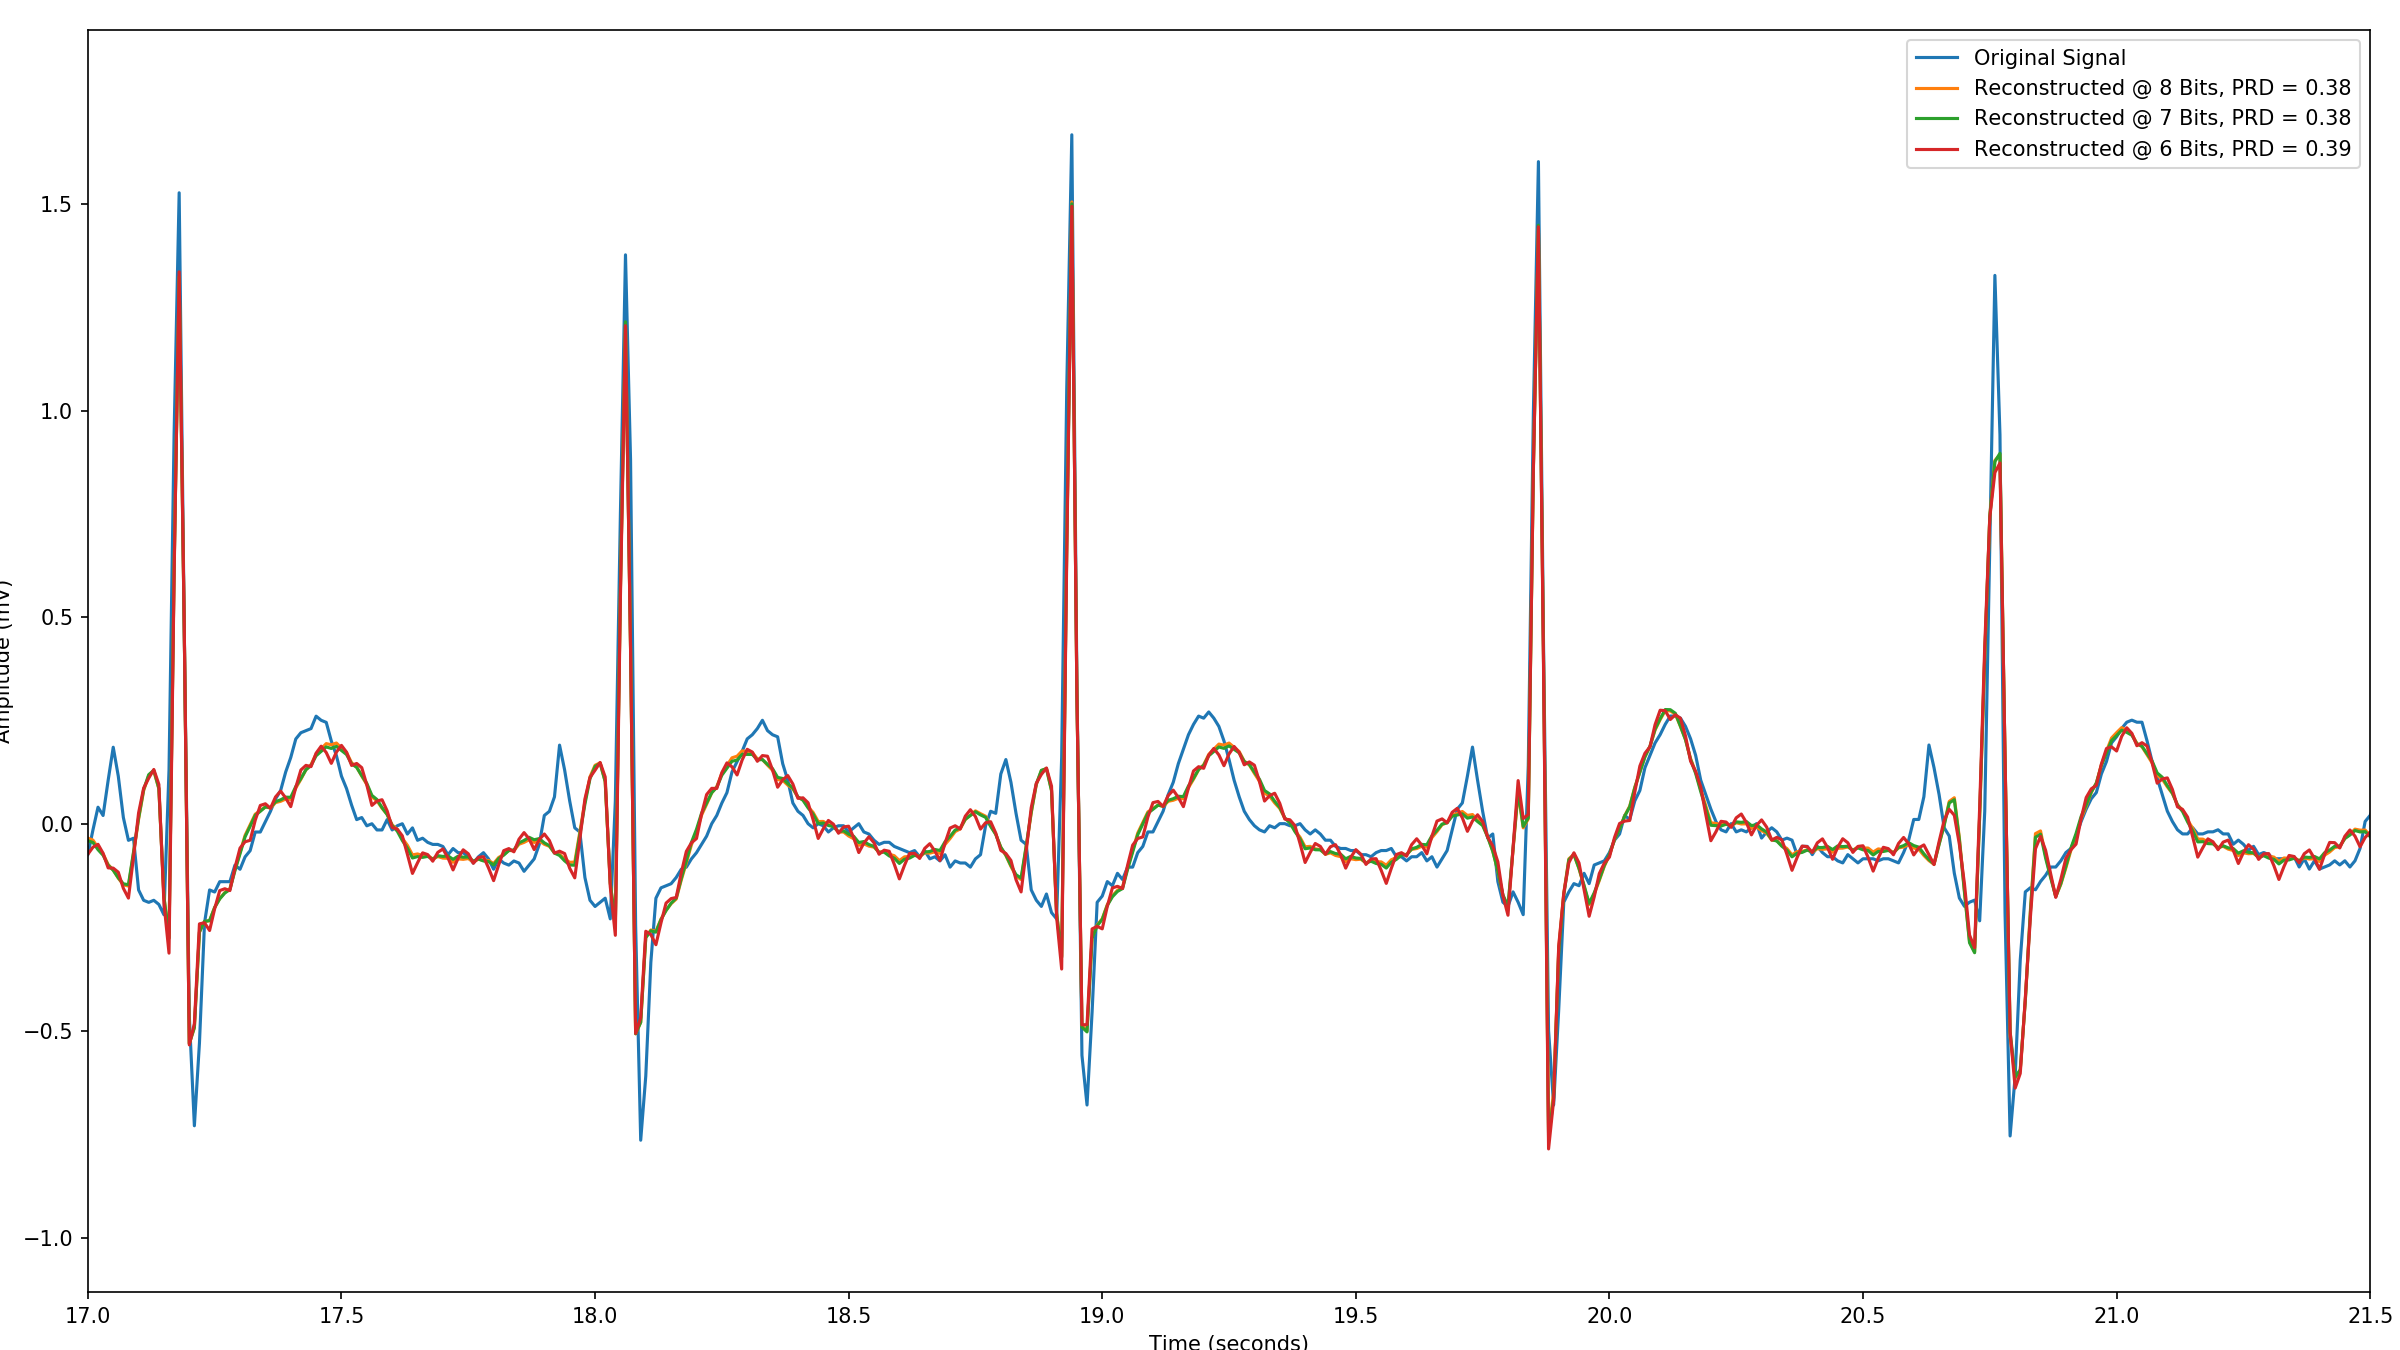 Original Signal
Reconstructed @ 8 Bits, PRD = 0.38
Reconstructed @ 7 Bits, PRD = 0.38
Reconstructed @ 6 Bits, PRD = 0.39
1.5
1.0
0.5
0.0
−0.5
−1.0
Amplitude (mV)
17.0 17.5 18.0 18.5 19.0 19.5 20.0 20.5 21.0 21.5
Time (seconds)